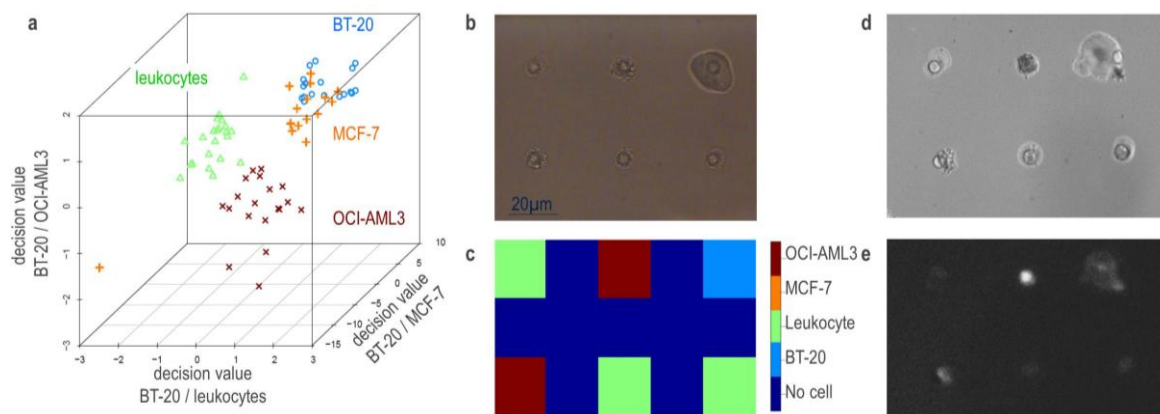 a
BT-20
leukocytes
MCF-7
OCI-AML3
decision value
BT-20 / OCI-AML3
2
1
0
−1
−2
−3
−3
−2
−1
0
1
2
3
decision value
BT-20 / leukocytes
−15
−10
−5
0
5
10
decision value
BT-20 / MCF-7
b
20µm
c
OCI-AML3
MCF-7
Leukocyte
BT-20
No cell
d
e